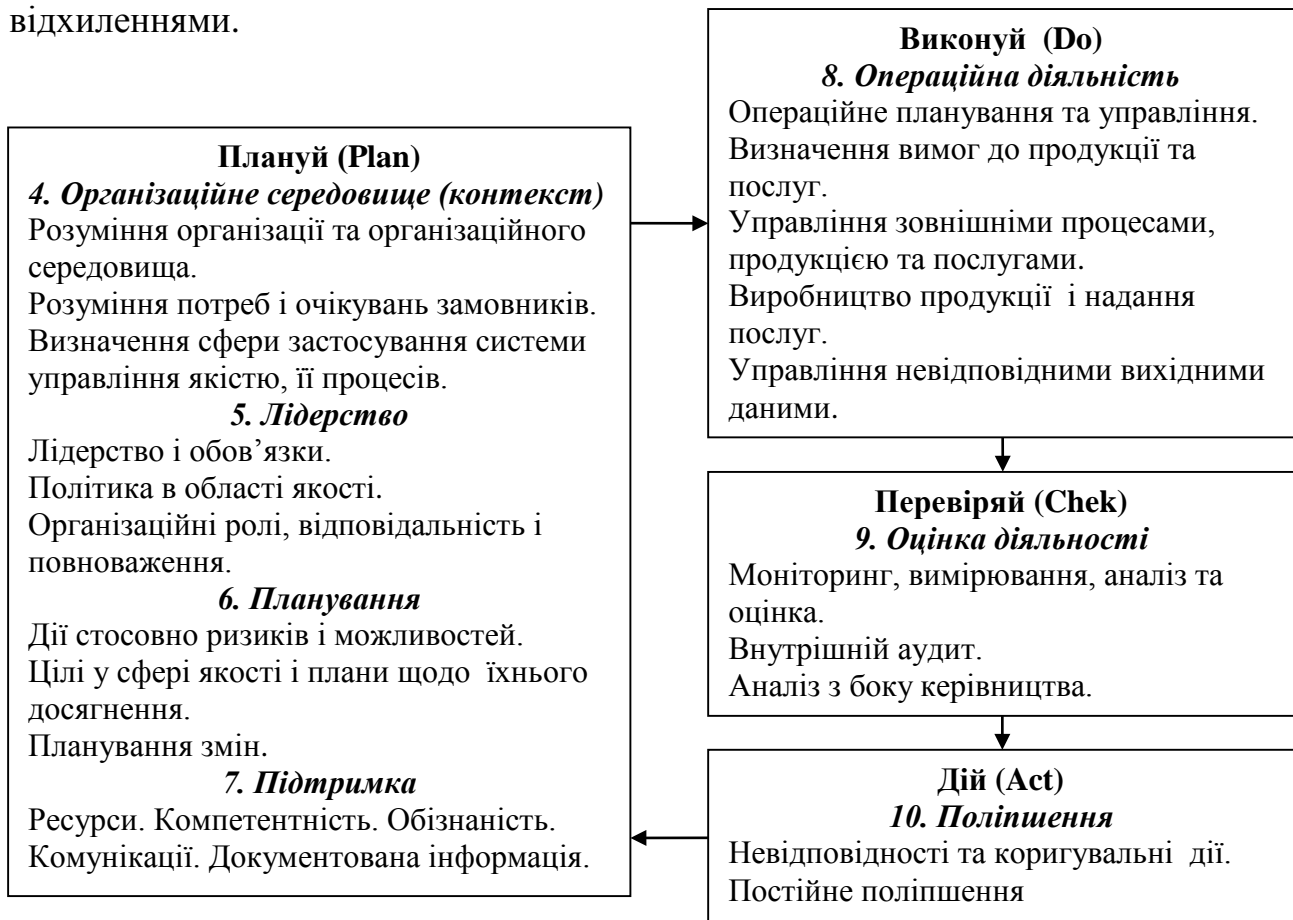 відхиленнями.
Плануй (Plan)
4. Організаційне середовище (контекст)
Розуміння організації та організаційного
середовища.
Розуміння потреб і очікувань замовників.
Визначення сфери застосування системи
управління якістю, її процесів.
5. Лідерство
Лідерство і обов’язки.
Політика в області якості.
Організаційні ролі, відповідальність і
повноваження.
6. Планування
Дії стосовно ризиків і можливостей.
Цілі у сфері якості і плани щодо їхнього
досягнення.
Планування змін.
7. Підтримка
Ресурси. Компетентність. Обізнаність.
Комунікації. Документована інформація.
Виконуй (Do)
8. Операційна діяльність
Операційне планування та управління.
Визначення вимог до продукції та
послуг.
Управління зовнішніми процесами,
продукцією та послугами.
Виробництво продукції і надання
послуг.
Управління невідповідними вихідними
даними.
Перевіряй (Chek)
9. Оцінка діяльності
Моніторинг, вимірювання, аналіз та
оцінка.
Внутрішній аудит.
Аналіз з боку керівництва.
Дій (Act)
10. Поліпшення
Невідповідності та коригувальні дії.
Постійне поліпшення